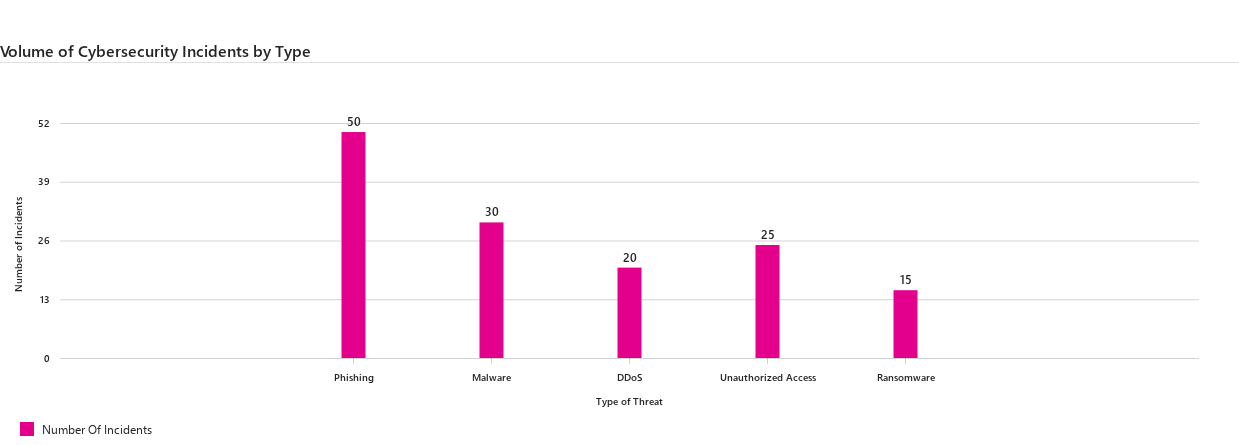 Volume of Cybersecurity Incidents by Type
52
39
26
13
0
Number of Incidents
50
30
20
25
15
Phishing
Malware
DDoS
Unauthorized Access
Ransomware
Type of Threat
Number Of Incidents